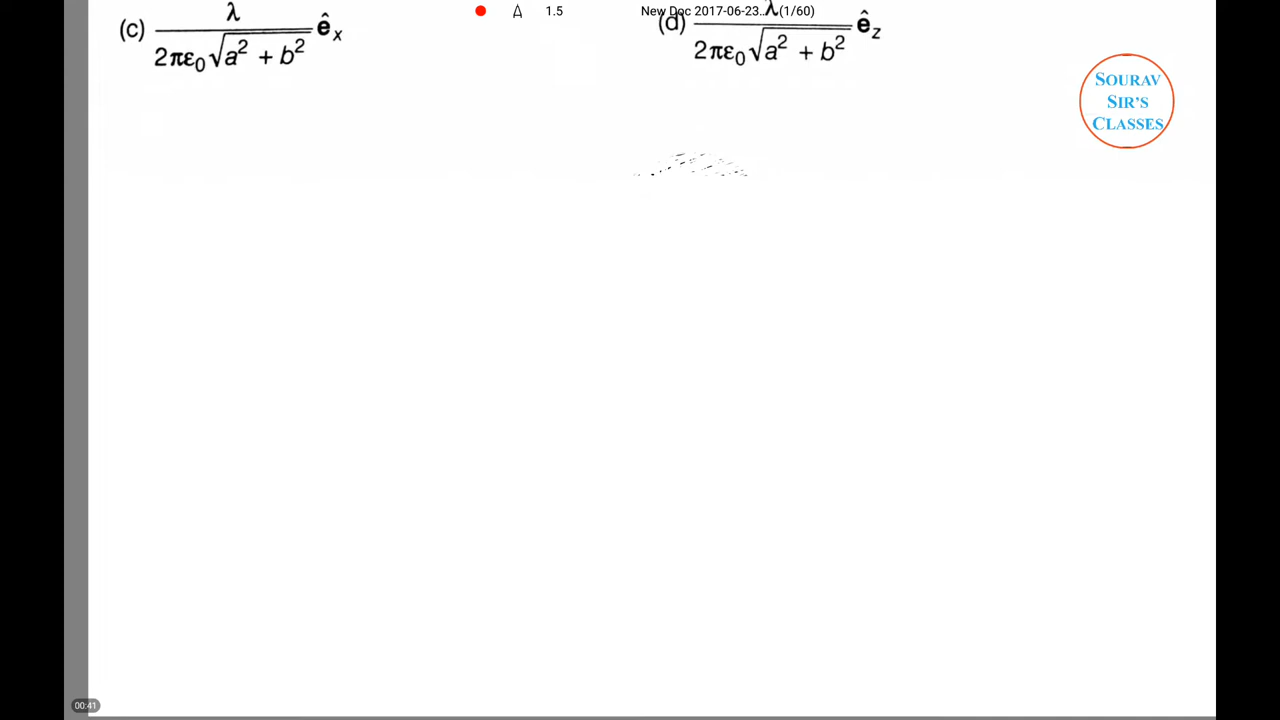 A 1.5 New Doc 2017-06-23..(1/60)
(c) λ / 2πε₀√a² + b² ê_x
(d) λ / 2πε₀√a² + b² ê_z
SOURAV
SIR'S
CLASSES
00:41